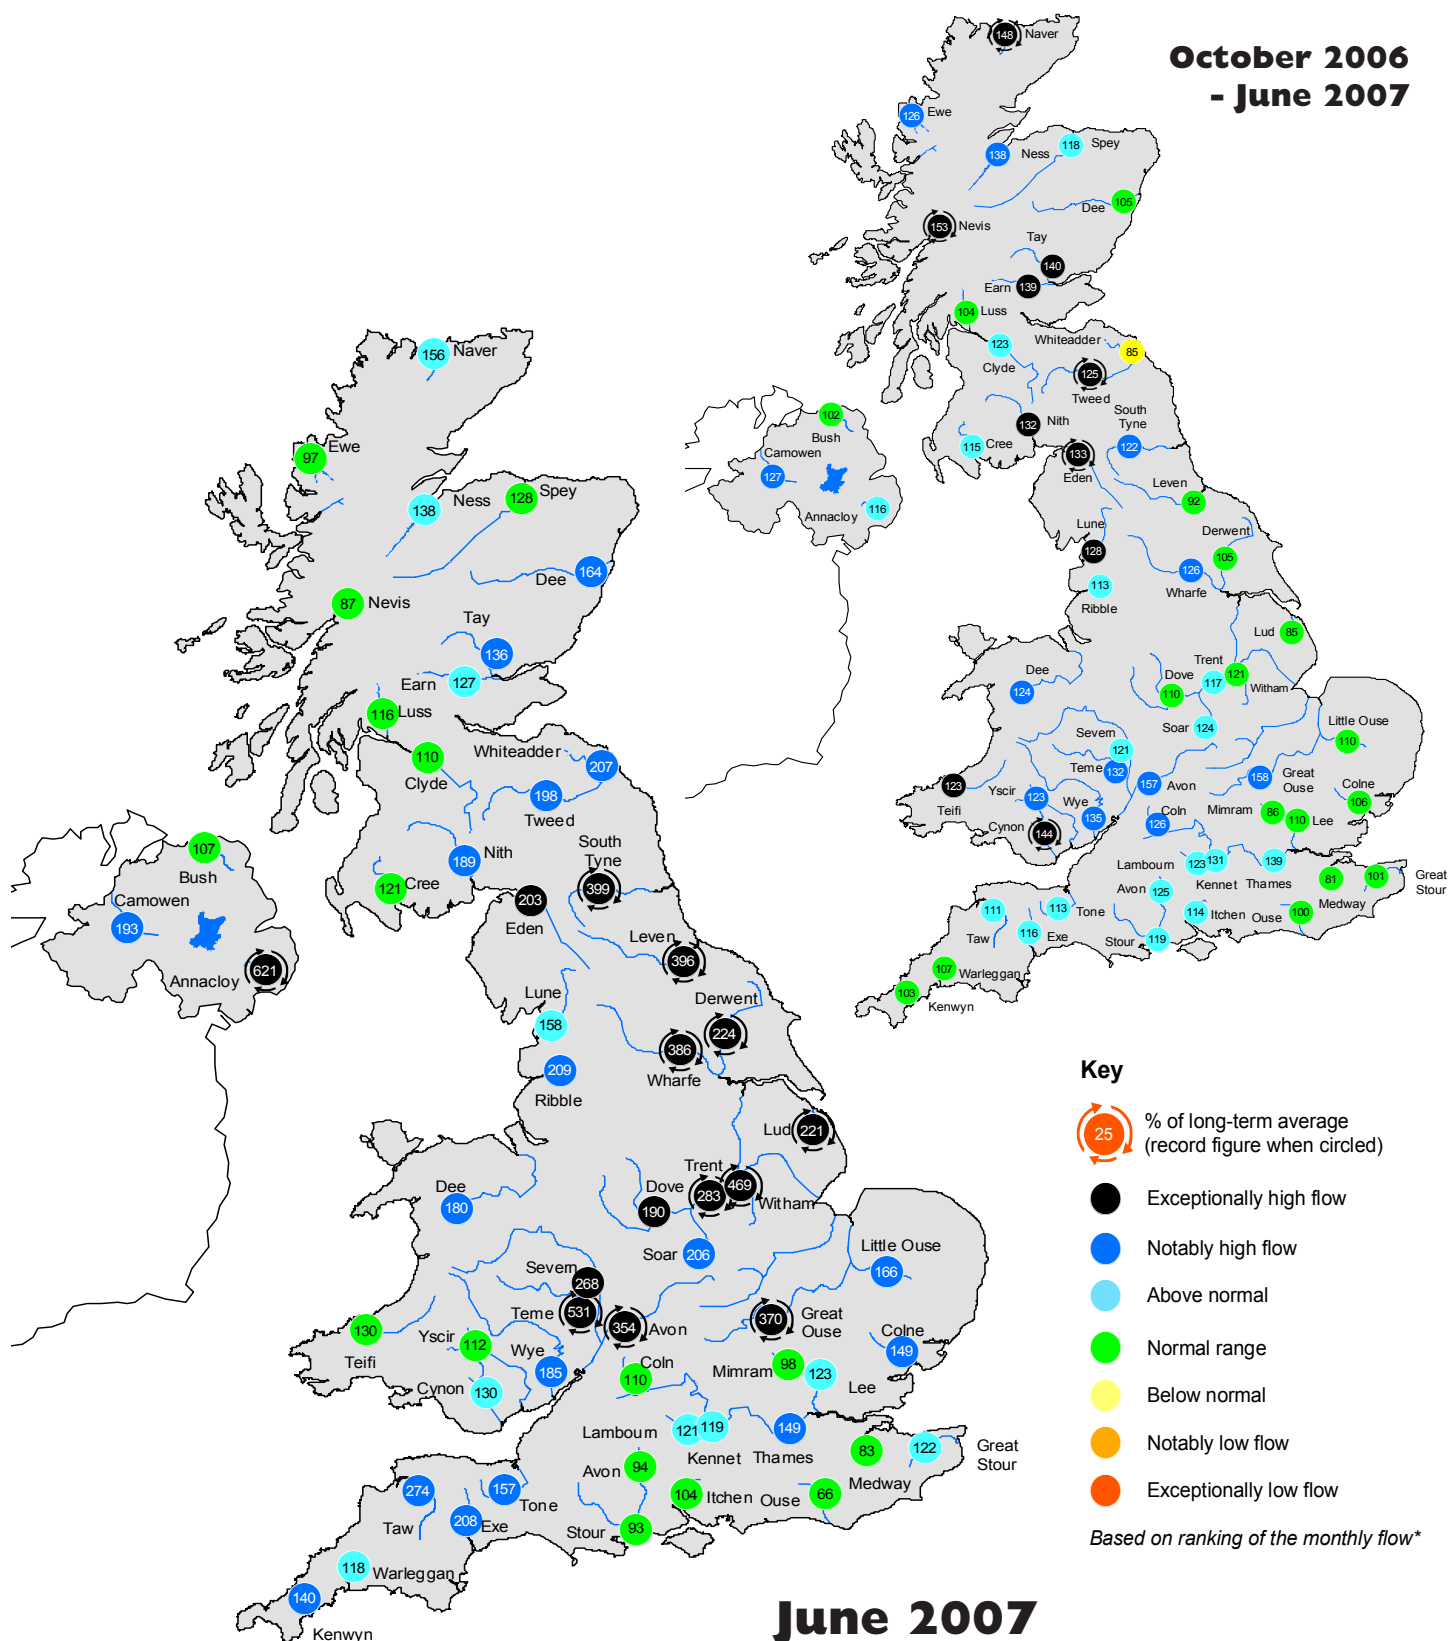 October 2006
- June 2007
148 Naver
126 Ewe
138 Ness
118 Spey
105
Dee
153 Nevis
Tay
140
Earn 139
104 Luss
123
Clyde
Whiteadder
85
125
Tweed
South
Tyne
122
132 Nith
115 Cree
133
Eden
102
Bush
Camowen
127
Annacloy 116
Leven
92
Lune
128
Derwent
105
126
Wharfe
113
Ribble
Lud 85
Dee
124
Trent
117
121
Witham
Dove
110
Soar 124
Little Ouse
110
Severn
121
Teme 132
157 Avon
158 Great
Ouse
Colne
106
123
Teifi
Yscir
123
Wye
135
Cynon
144
Coln
126
Mimram 86
110 Lee
Lambourn 123
131
Kennet
139
Thames
81
Medway
101 Great
Stour
Avon
125
114 Itchen
Ouse 100
111
Taw
113 Tone
116 Exe
Stour 119
107
Warleggan
103
Kenwyn
156 Naver
Ewe
97
Ness
138
Spey
128
Dee 164
87 Nevis
Tay
136
Earn 127
116 Luss
110
Clyde
Whiteadder
207
198
Tweed
South
Tyne
399
Nith
189
121 Cree
203
Eden
107
Bush
Camowen
193
Annacloy 621
Leven
396
Lune
158
Derwent
224
386
Wharfe
209
Ribble
Lud 221
Dee
180
Trent
283
469
Witham
Dove
190
Soar 206
Little Ouse
166
Severn
268
Teme 531
354 Avon
370 Great
Ouse
Colne
149
130
Teifi
Yscir 112
Wye
185
Cynon 130
Coln
110
Mimram 98
123
Lee
Lambourn 121
119
Kennet
149
Thames
83
Medway
122 Great
Stour
Avon 94
104 Itchen
Ouse 66
274
Taw
157
Tone
208 Exe
Stour 93
118
Warleggan
140
Kenwyn
Key
25 % of long-term average
(record figure when circled)
Exceptionally high flow
Notably high flow
Above normal
Normal range
Below normal
Notably low flow
Exceptionally low flow
Based on ranking of the monthly flow*
June 2007